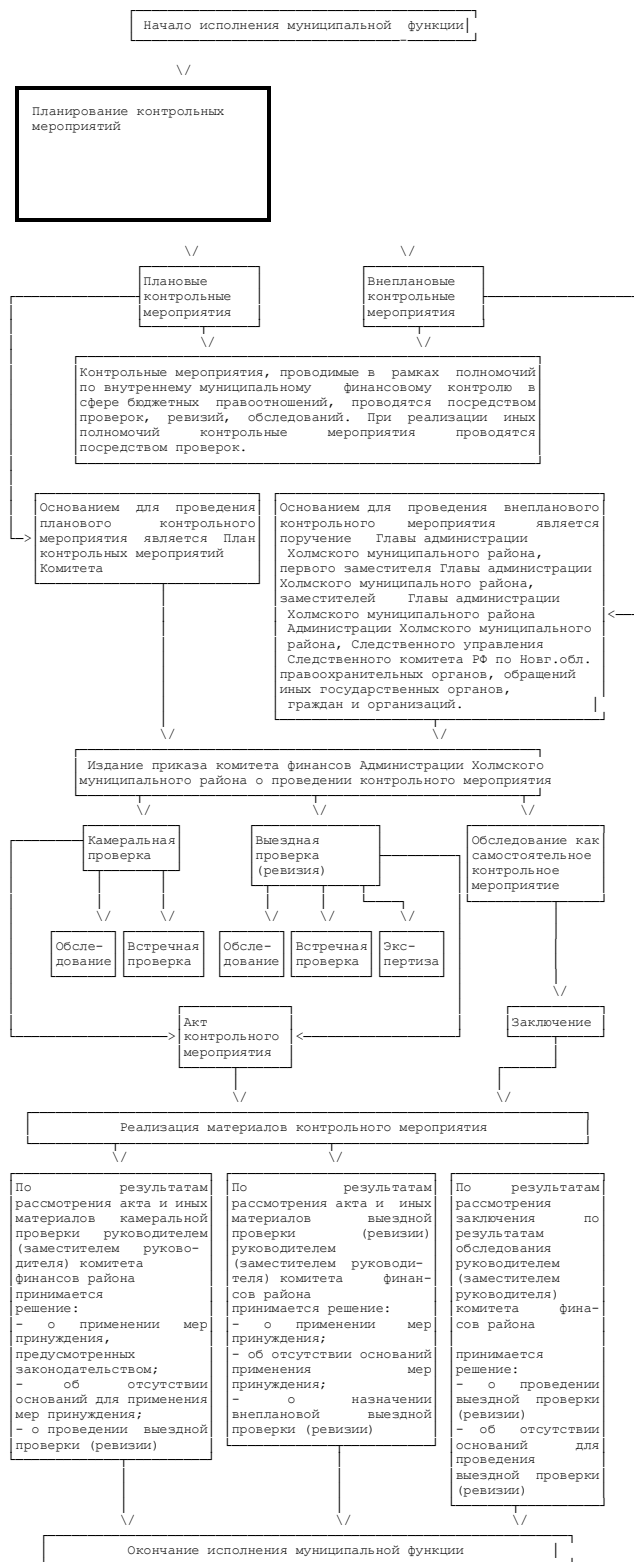 Начало исполнения муниципальной функции
Планирование контрольных
мероприятий
Плановые
контрольные
мероприятия
Внеплановые
контрольные
мероприятия
Контрольные мероприятия, проводимые в рамках полномочий
по внутреннему муниципальному финансовому контролю в
сфере бюджетных правоотношений, проводятся посредством
проверок, ревизий, обследований. При реализации иных
полномочий контрольные мероприятия проводятся
посредством проверок.
Основанием для проведения
планового контрольного
мероприятия является План
контрольных мероприятий
Комитета
Основанием для проведения внепланового
контрольного мероприятия является
поручение Главы администрации
Холмского муниципального района,
первого заместителя Главы администрации
Холмского муниципального района,
заместителей Главы администрации
Холмского муниципального района
Администрации Холмского муниципального
района, Следственного управления
Следственного комитета РФ по Новг.обл.
правоохранительных органов, обращений
иных государственных органов,
граждан и организаций.
Издание приказа комитета финансов Администрации Холмского
муниципального района о проведении контрольного мероприятия
Камеральная
проверка
Выездная
проверка
(ревизия)
Обследование как
самостоятельное
контрольное
мероприятие
Обсле-
дование
Встречная
проверка
Обсле-
дование
Встречная
проверка
Экс-
пертиза
Акт
контрольного
мероприятия
Заключение
Реализация материалов контрольного мероприятия
По результатам
рассмотрения акта и иных
материалов камеральной
проверки руководителем
(заместителем руково-
дителя) комитета
финансов района
принимается
решение:
- о применении мер
принуждения,
предусмотренных
законодательством;
- об отсутствии
оснований для применения
мер принуждения;
- о проведении выездной
проверки (ревизии)
По результатам
рассмотрения акта и иных
материалов выездной
проверки (ревизии)
руководителем
(заместителем руководи-
теля) комитета финан-
сов района
принимается решение:
- о применении мер
принуждения;
- об отсутствии оснований
применения мер
принуждения;
- о назначении
внеплановой выездной
проверки (ревизии)
По результатам
рассмотрения
заключения по
результатам
обследования
руководителем
(заместителем
руководителя)
комитета фина-
сов района
принимается
решение:
- о проведении
выездной проверки
(ревизии)
- об отсутствии
оснований для
проведения
выездной проверки
(ревизии)
Окончание исполнения муниципальной функции